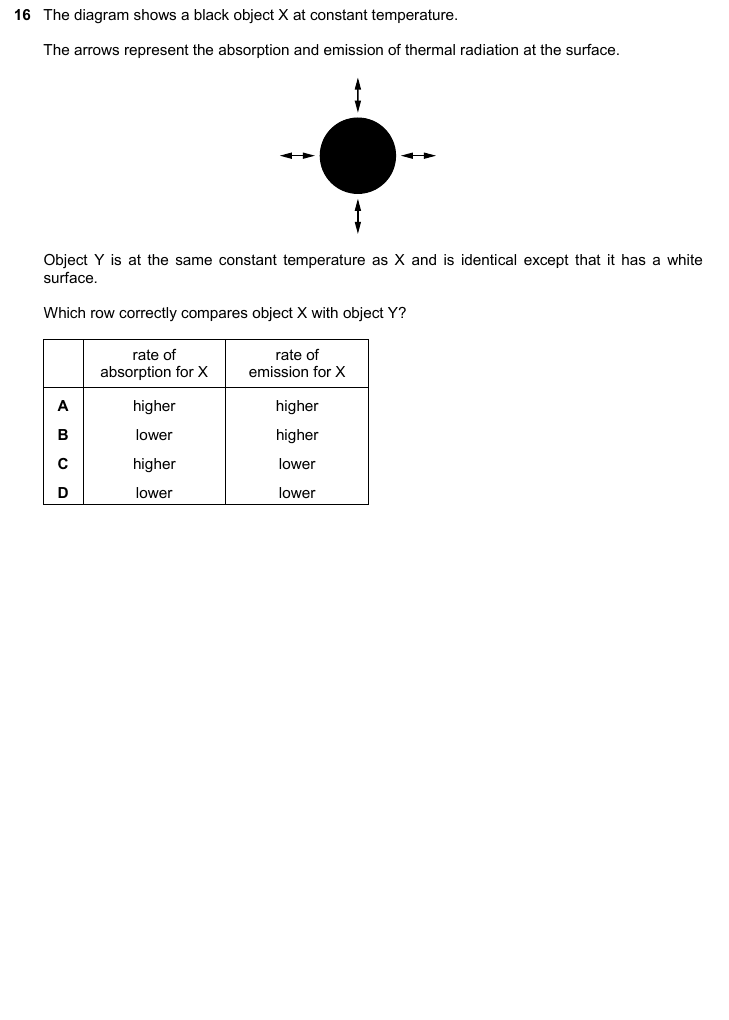 16 The diagram shows a black object X at constant temperature.
The arrows represent the absorption and emission of thermal radiation at the surface.
Object Y is at the same constant temperature as X and is identical except that it has a white
surface.
Which row correctly compares object X with object Y?
rate of absorption for X rate of emission for X
A higher higher
B lower higher
C higher lower
D lower lower